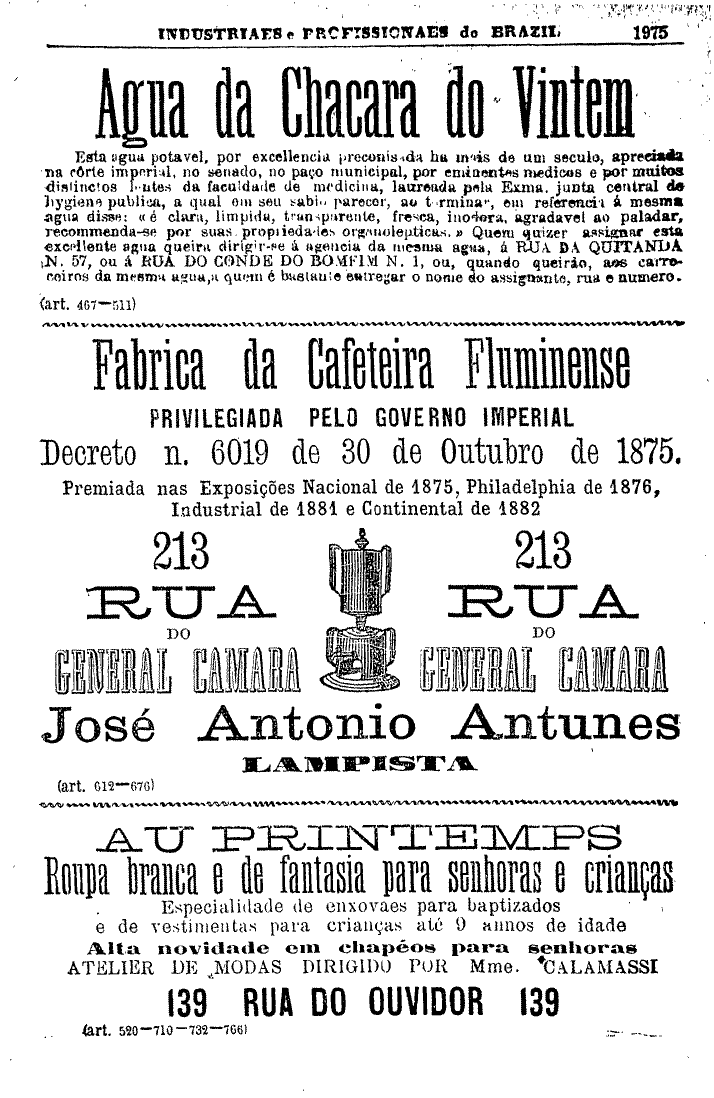 INDUSTRIAES e PROFISSIONAES do BRAZIL 1975
Agua da Chacara do Vintem
Esta agua potavel, por excellencia preconisada ha mais de um seculo, apreciada
na côrte imperial, no senado, no paço municipal, por eminentes medicos e por muitos
distinctos lentes da faculdade de medicina, laureada pela Exma. junta central de
hygiene publica, a qual em seu sabio parecer, ao terminar, em referencia á mesma
agua disse: « é clara, limpida, transparente, fresca, inodora, agradavel ao paladar,
recommenda-se por suas propriedades organolepticas. » Quem quizer assignar esta
excellente agua queira dirigir-se á agencia da mesma agua, á RUA DA QUITANDA
N. 57, ou á RUA DO CONDE DO BOMFIM N. 1, ou, quando queirão, aos carro-
ceiros da mesma agua, a quem é bastante entregar o nome do assignante, rua e numero.
(art. 467—511)
Fabrica da Cafeteira Fluminense
PRIVILEGIADA PELO GOVERNO IMPERIAL
Decreto n. 6019 de 30 de Outubro de 1875.
Premiada nas Exposições Nacional de 1875, Philadelphia de 1876,
Industrial de 1881 e Continental de 1882
213 213
RUA RUA
DO DO
GENERAL CAMARA GENERAL CAMARA
José Antonio Antunes
LAMPISTA
(art. 612—676)
AU PRINTEMPS
Roupa branca e de fantasia para senhoras e crianças
Especialidade de enxovaes para baptizados
e de vestimentas para crianças até 9 annos de idade
Alta novidade em chapéos para senhoras
ATELIER DE MODAS DIRIGIDO POR Mme. CALAMASSI
139 RUA DO OUVIDOR 139
(art. 520—710—732—766)